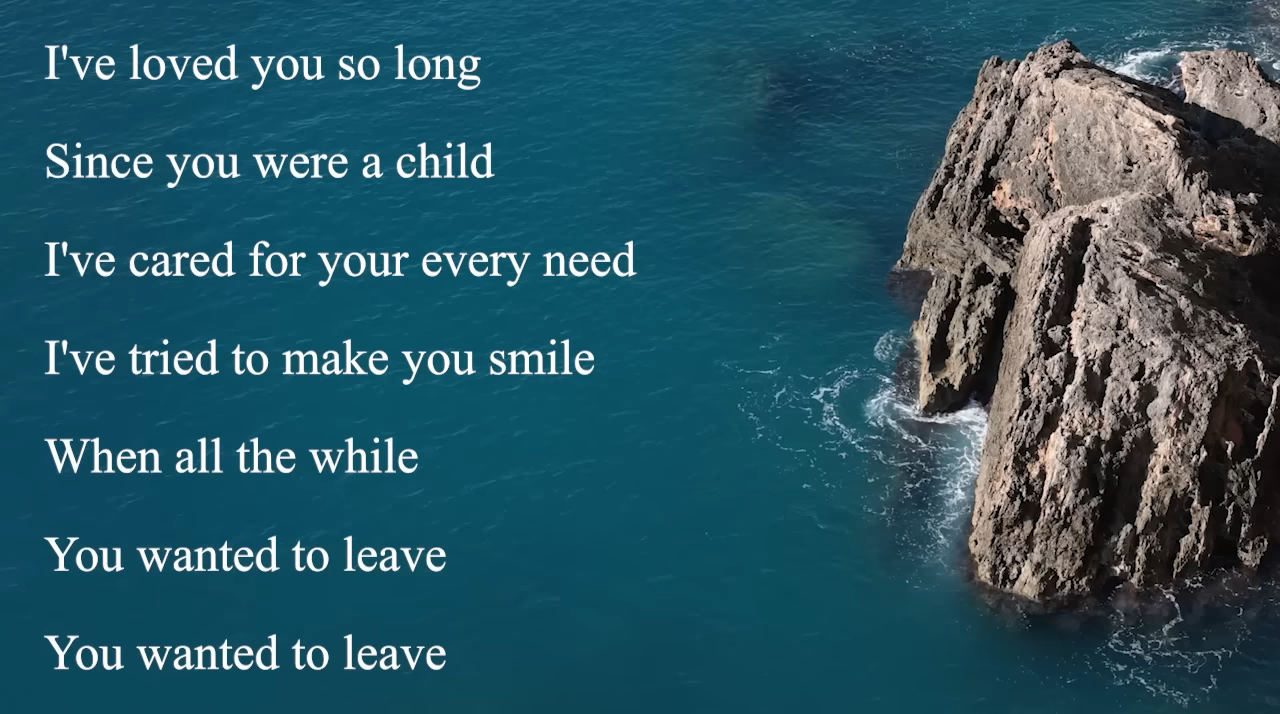 I've loved you so long
Since you were a child
I've cared for your every need
I've tried to make you smile
When all the while
You wanted to leave
You wanted to leave